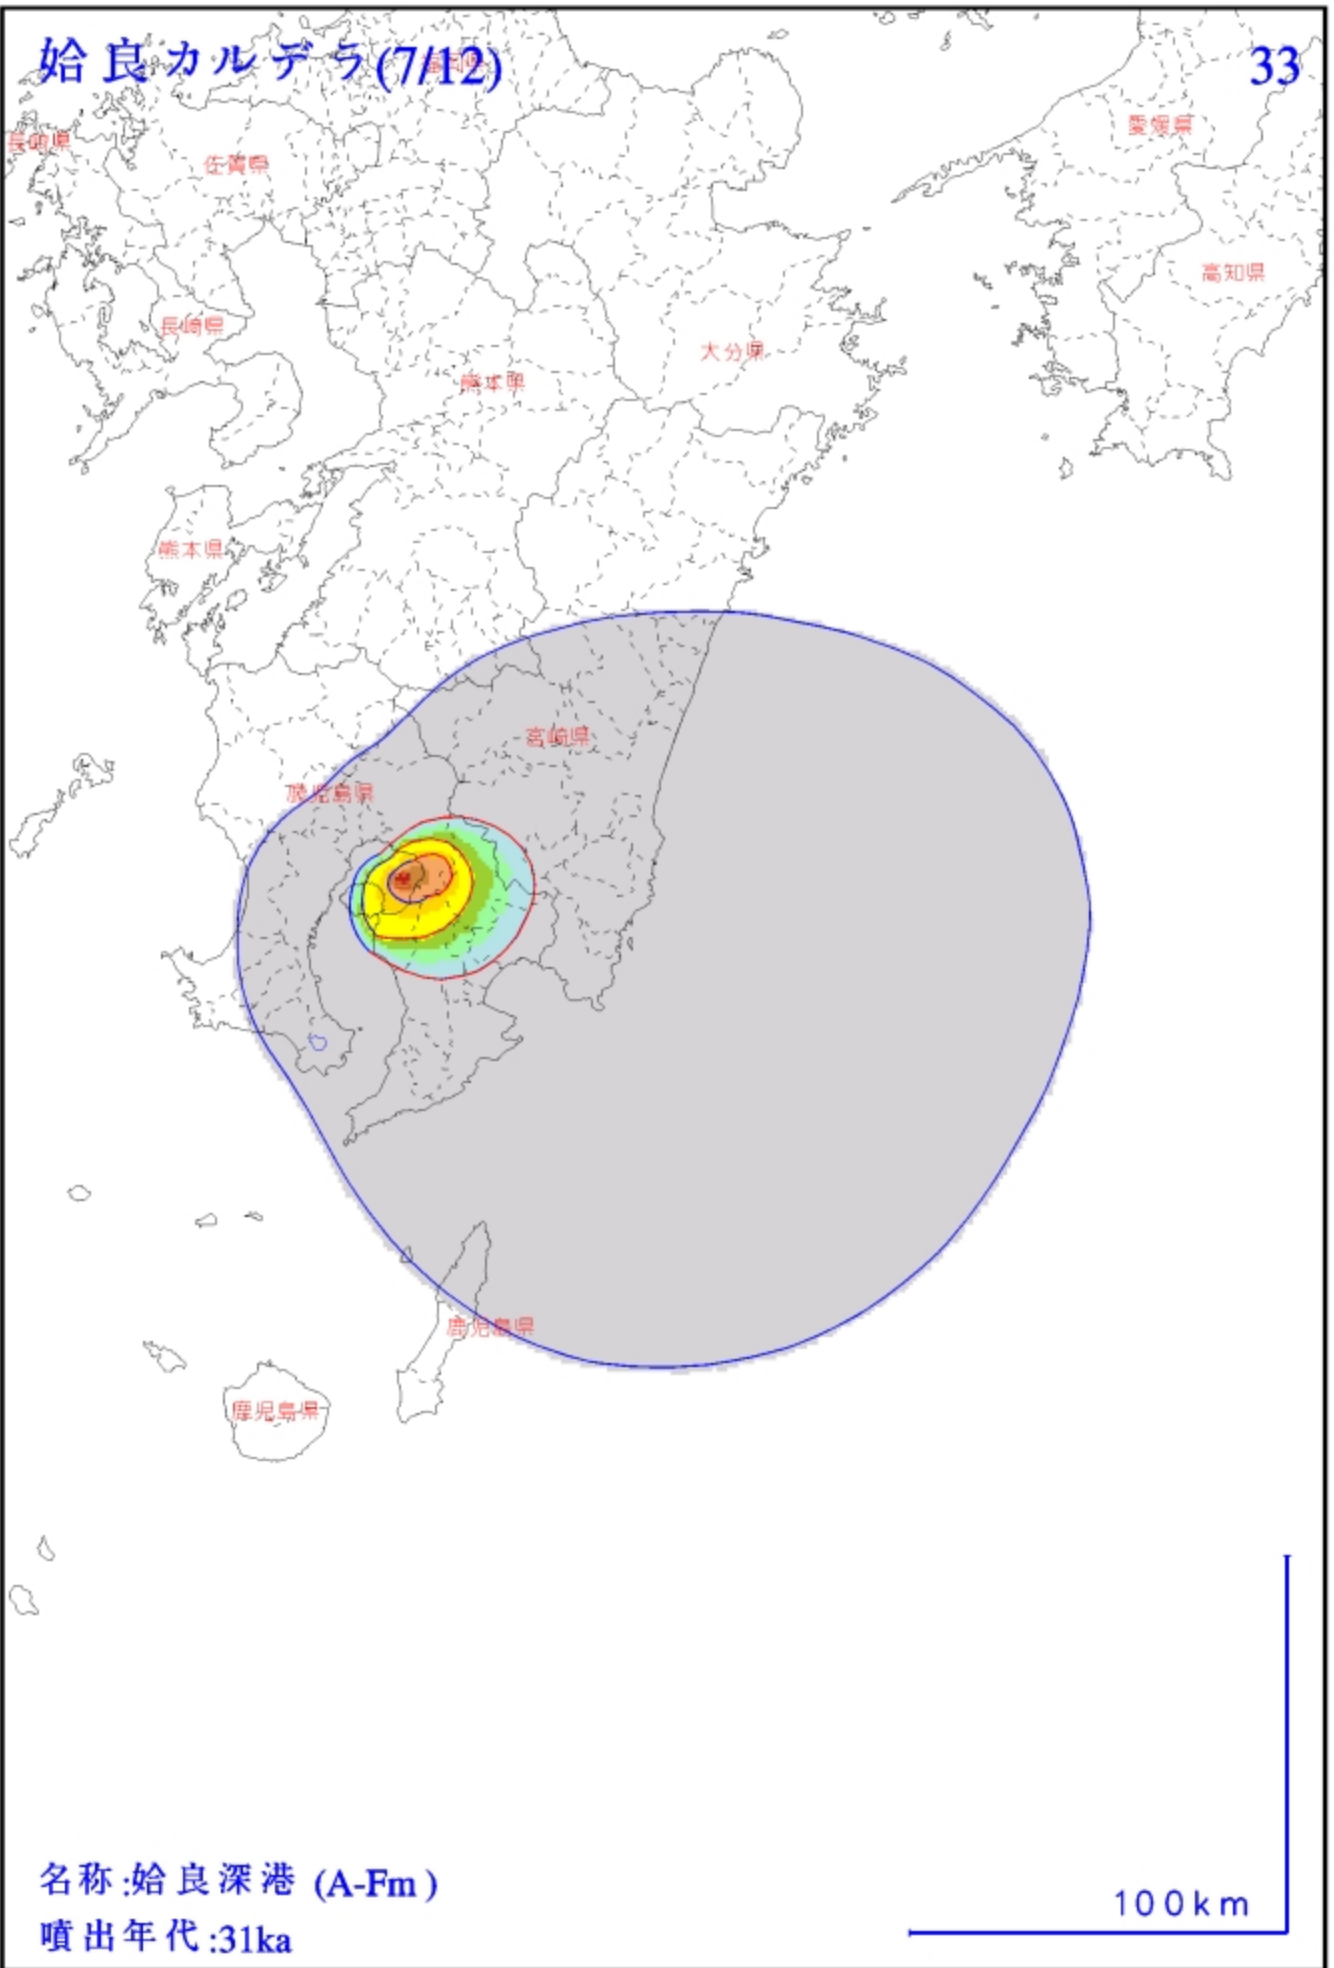 姶良カルデラ(7/12)
33
福岡県
愛媛県
長崎県
佐賀県
高知県
長崎県
大分県
熊本県
熊本県
宮崎県
鹿児島県
鹿児島県
鹿児島県
名称:姶良深港 (A-Fm )
100km
噴出年代:31ka